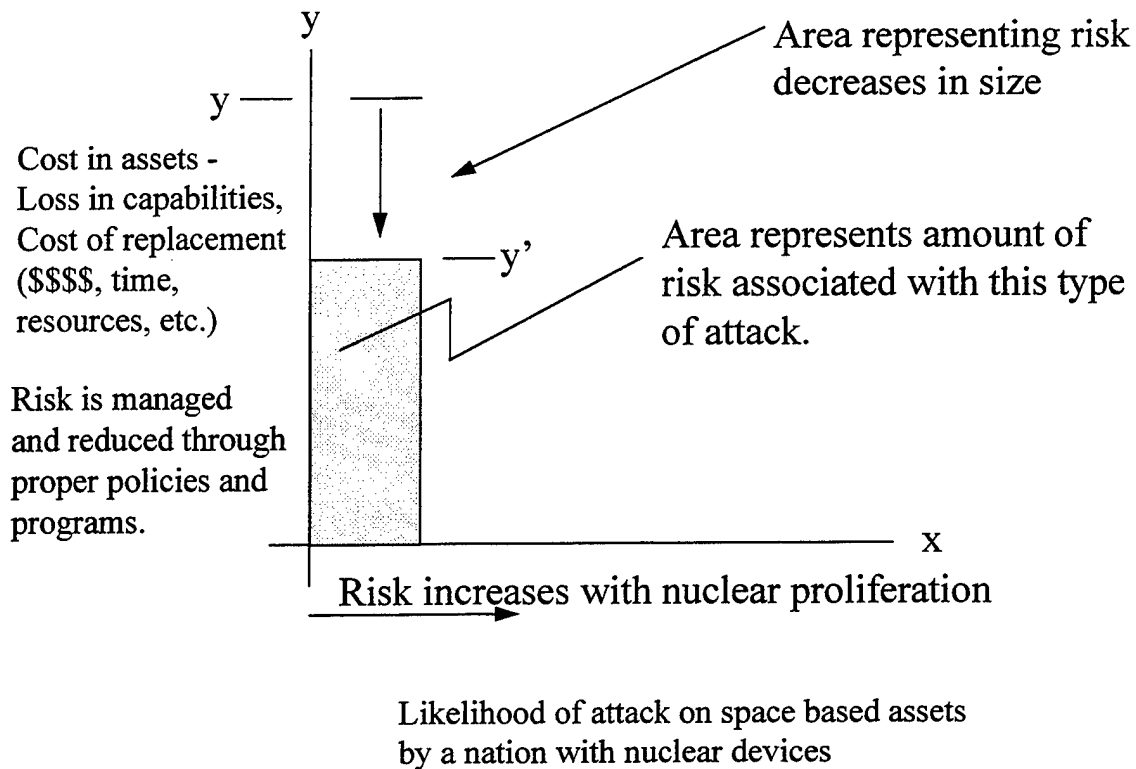 y
Area representing risk
decreases in size
y
Cost in assets -
Loss in capabilities,
Cost of replacement
($$$$, time,
resources, etc.)
y'
Area represents amount of
risk associated with this type
of attack.
Risk is managed
and reduced through
proper policies and
programs.
x
Risk increases with nuclear proliferation
Likelihood of attack on space based assets
by a nation with nuclear devices